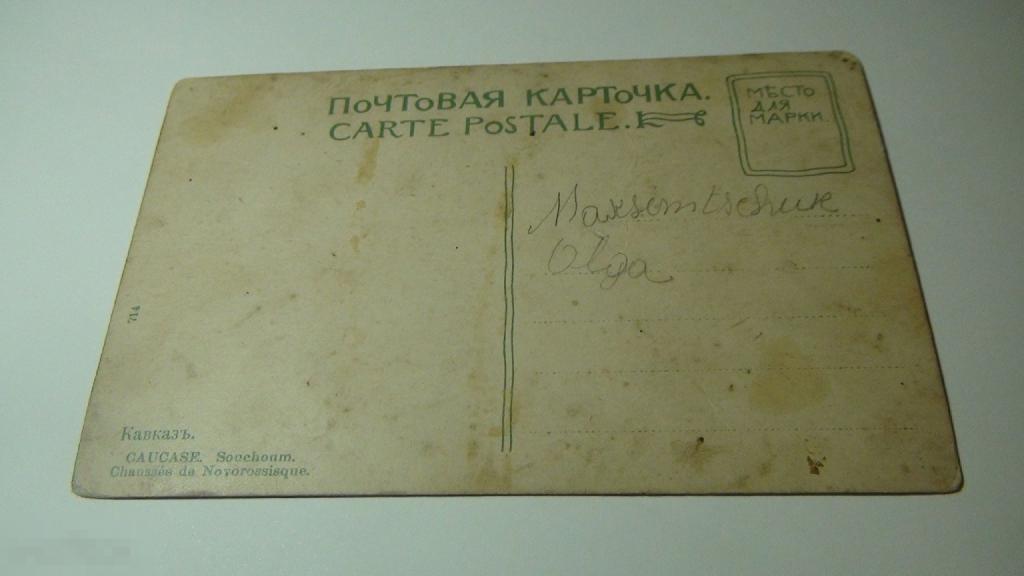 ПОЧТОВАЯ КАРТОЧКА.
CARTE POSTALE.
МѢСТО
ДЛЯ
МАРКИ.
Maksimtschuk
Olga
714
Кавказъ.
CAUCASE. Souchoum.
Chaussée de Novorossisque.